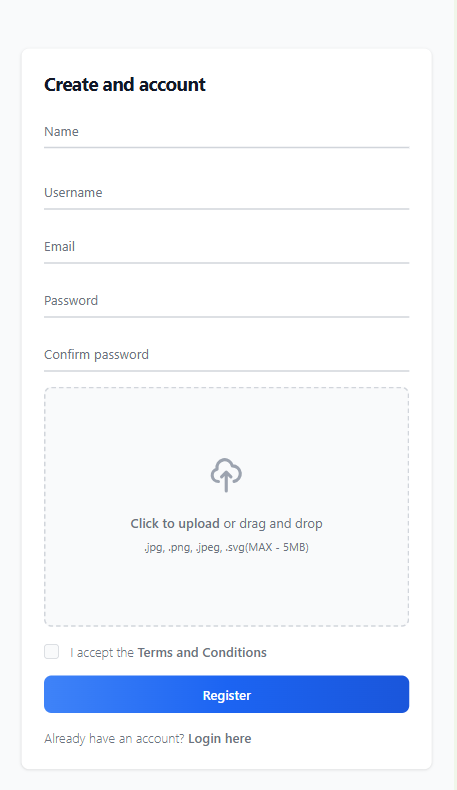 Create and account
Name
Username
Email
Password
Confirm password
Click to upload or drag and drop
.jpg, .png, .jpeg, .svg(MAX - 5MB)
I accept the Terms and Conditions
Register
Already have an account? Login here